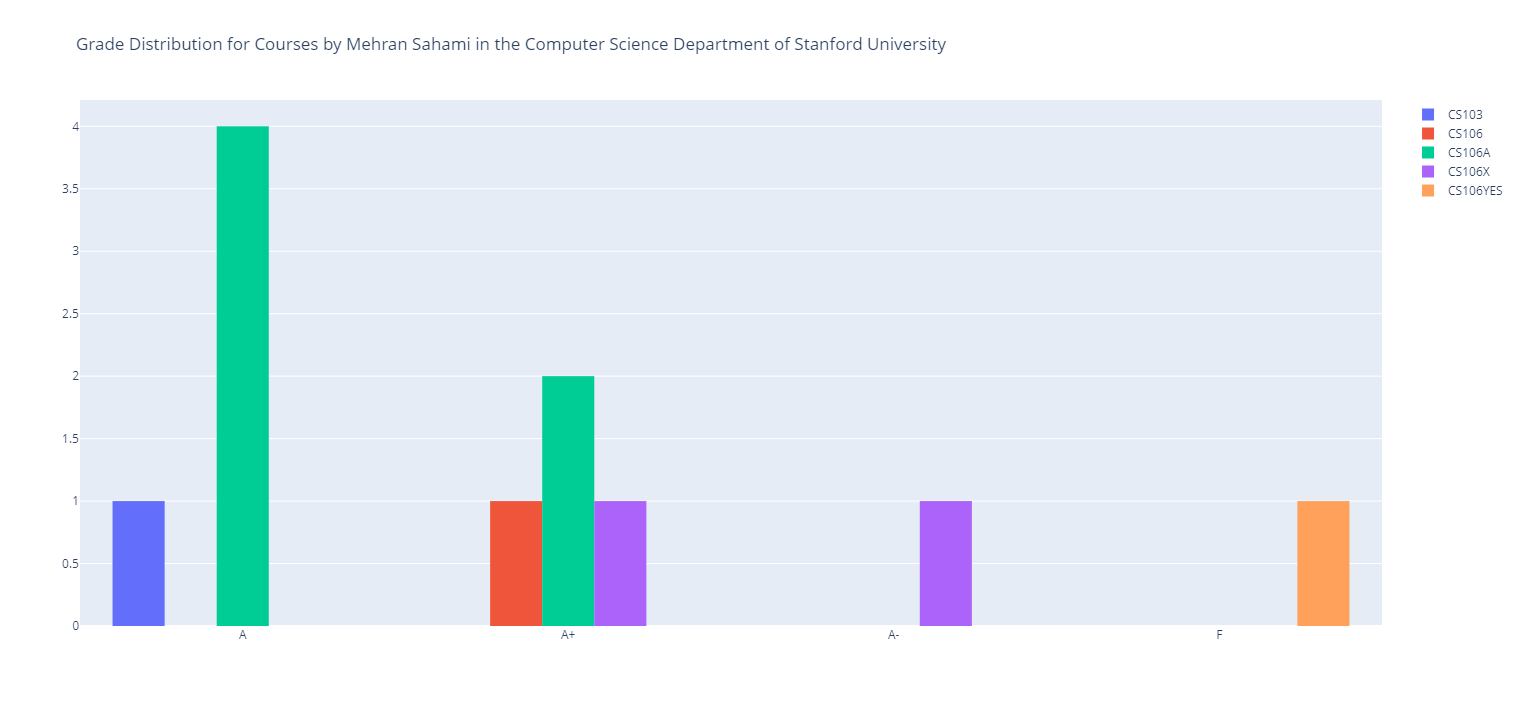 Grade Distribution for Courses by Mehran Sahami in the Computer Science Department of Stanford University
CS103
CS106
CS106A
CS106X
CS106YES
4
3.5
3
2.5
2
1.5
1
0.5
0
A
A+
A-
F